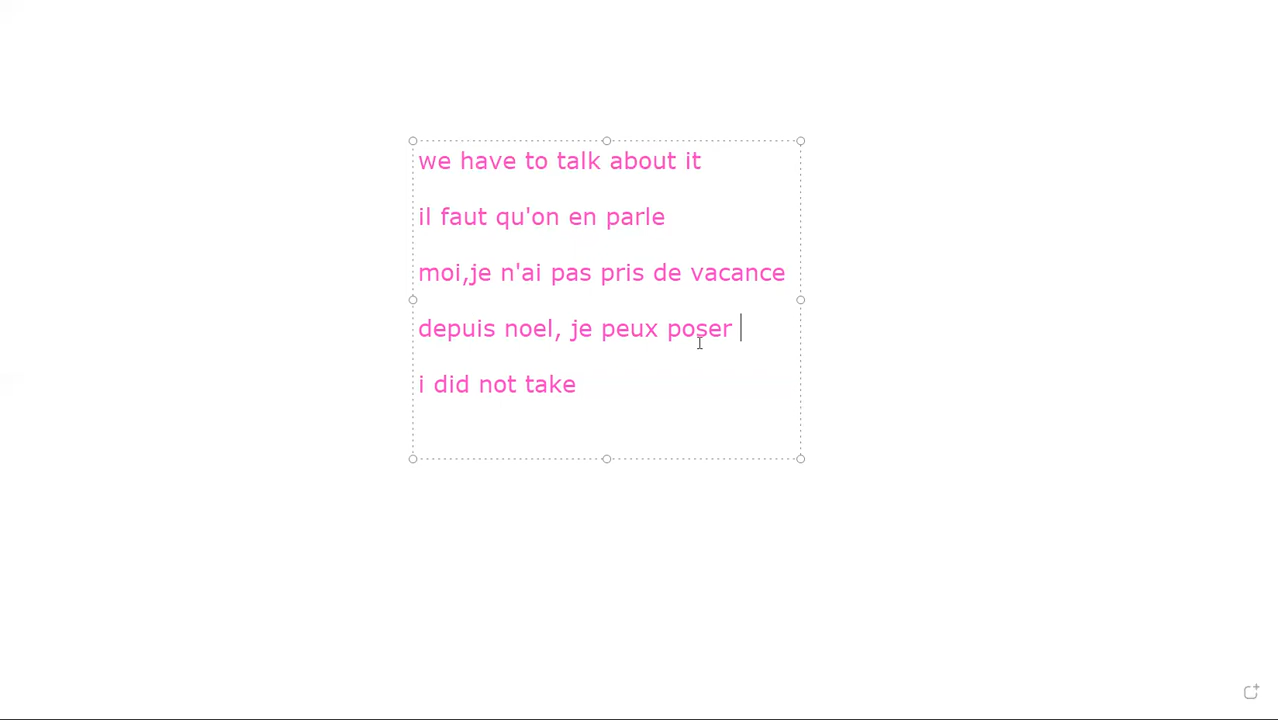 we have to talk about it
il faut qu'on en parle
moi,je n'ai pas pris de vacance
depuis noel, je peux poser
i did not take